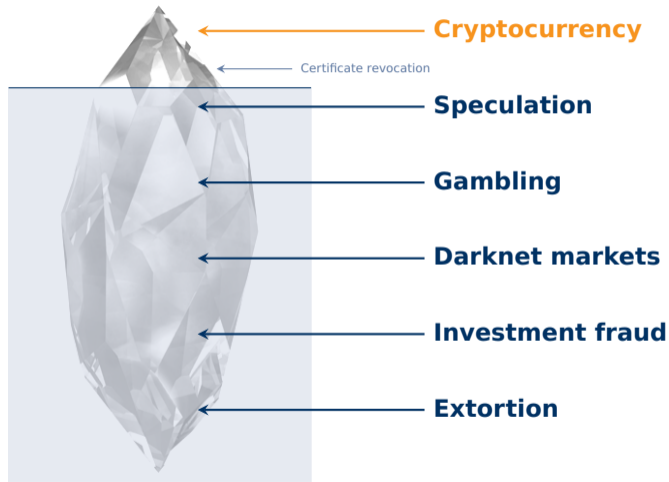 Cryptocurrency
Certificate revocation
Speculation
Gambling
Darknet markets
Investment fraud
Extortion